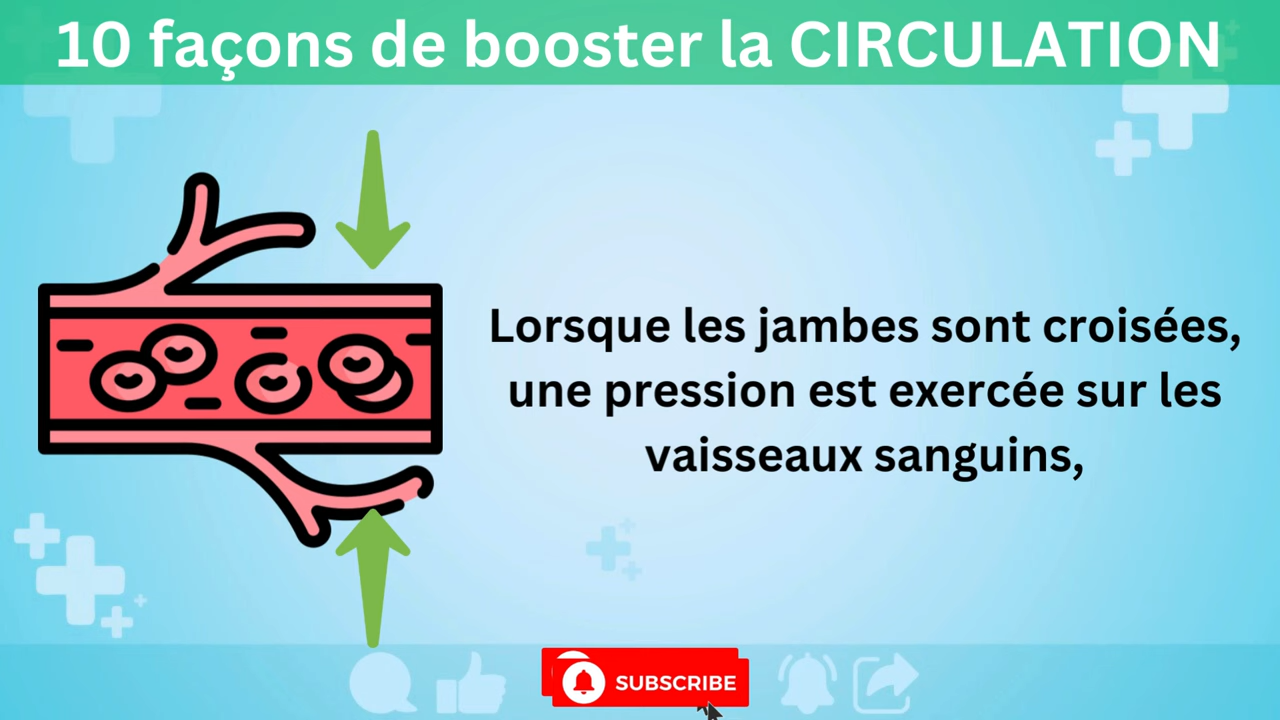 10 façons de booster la CIRCULATION
Lorsque les jambes sont croisées,
une pression est exercée sur les
vaisseaux sanguins,
SUBSCRIBE